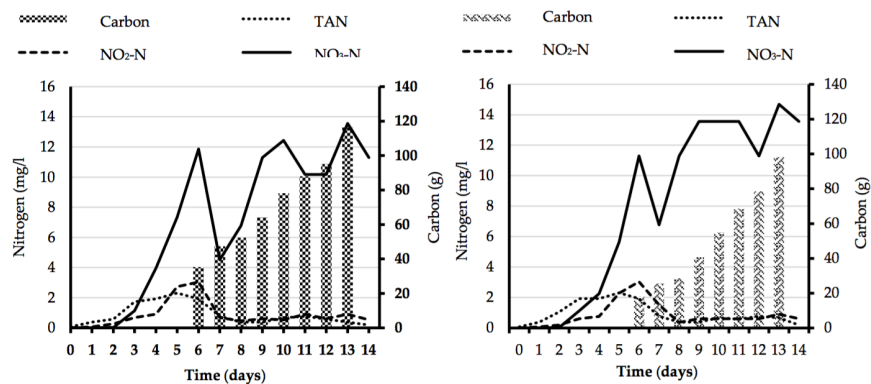 Carbon TAN
NO₂-N NO₃-N
16 140
14 120
12 100
10 80
8 60
6 40
4 20
2 0
0
Nitrogen (mg/l
Carbon (g)
0 1 2 3 4 5 6 7 8 9 10 11 12 13 14
Time (days)
Carbon TAN
NO₂-N NO₃-N
16 140
14 120
12 100
10 80
8 60
6 40
4 20
2 0
0
Nitrogen (mg/l
Carbon (g)
0 1 2 3 4 5 6 7 8 9 10 11 12 13 14
Time (days)